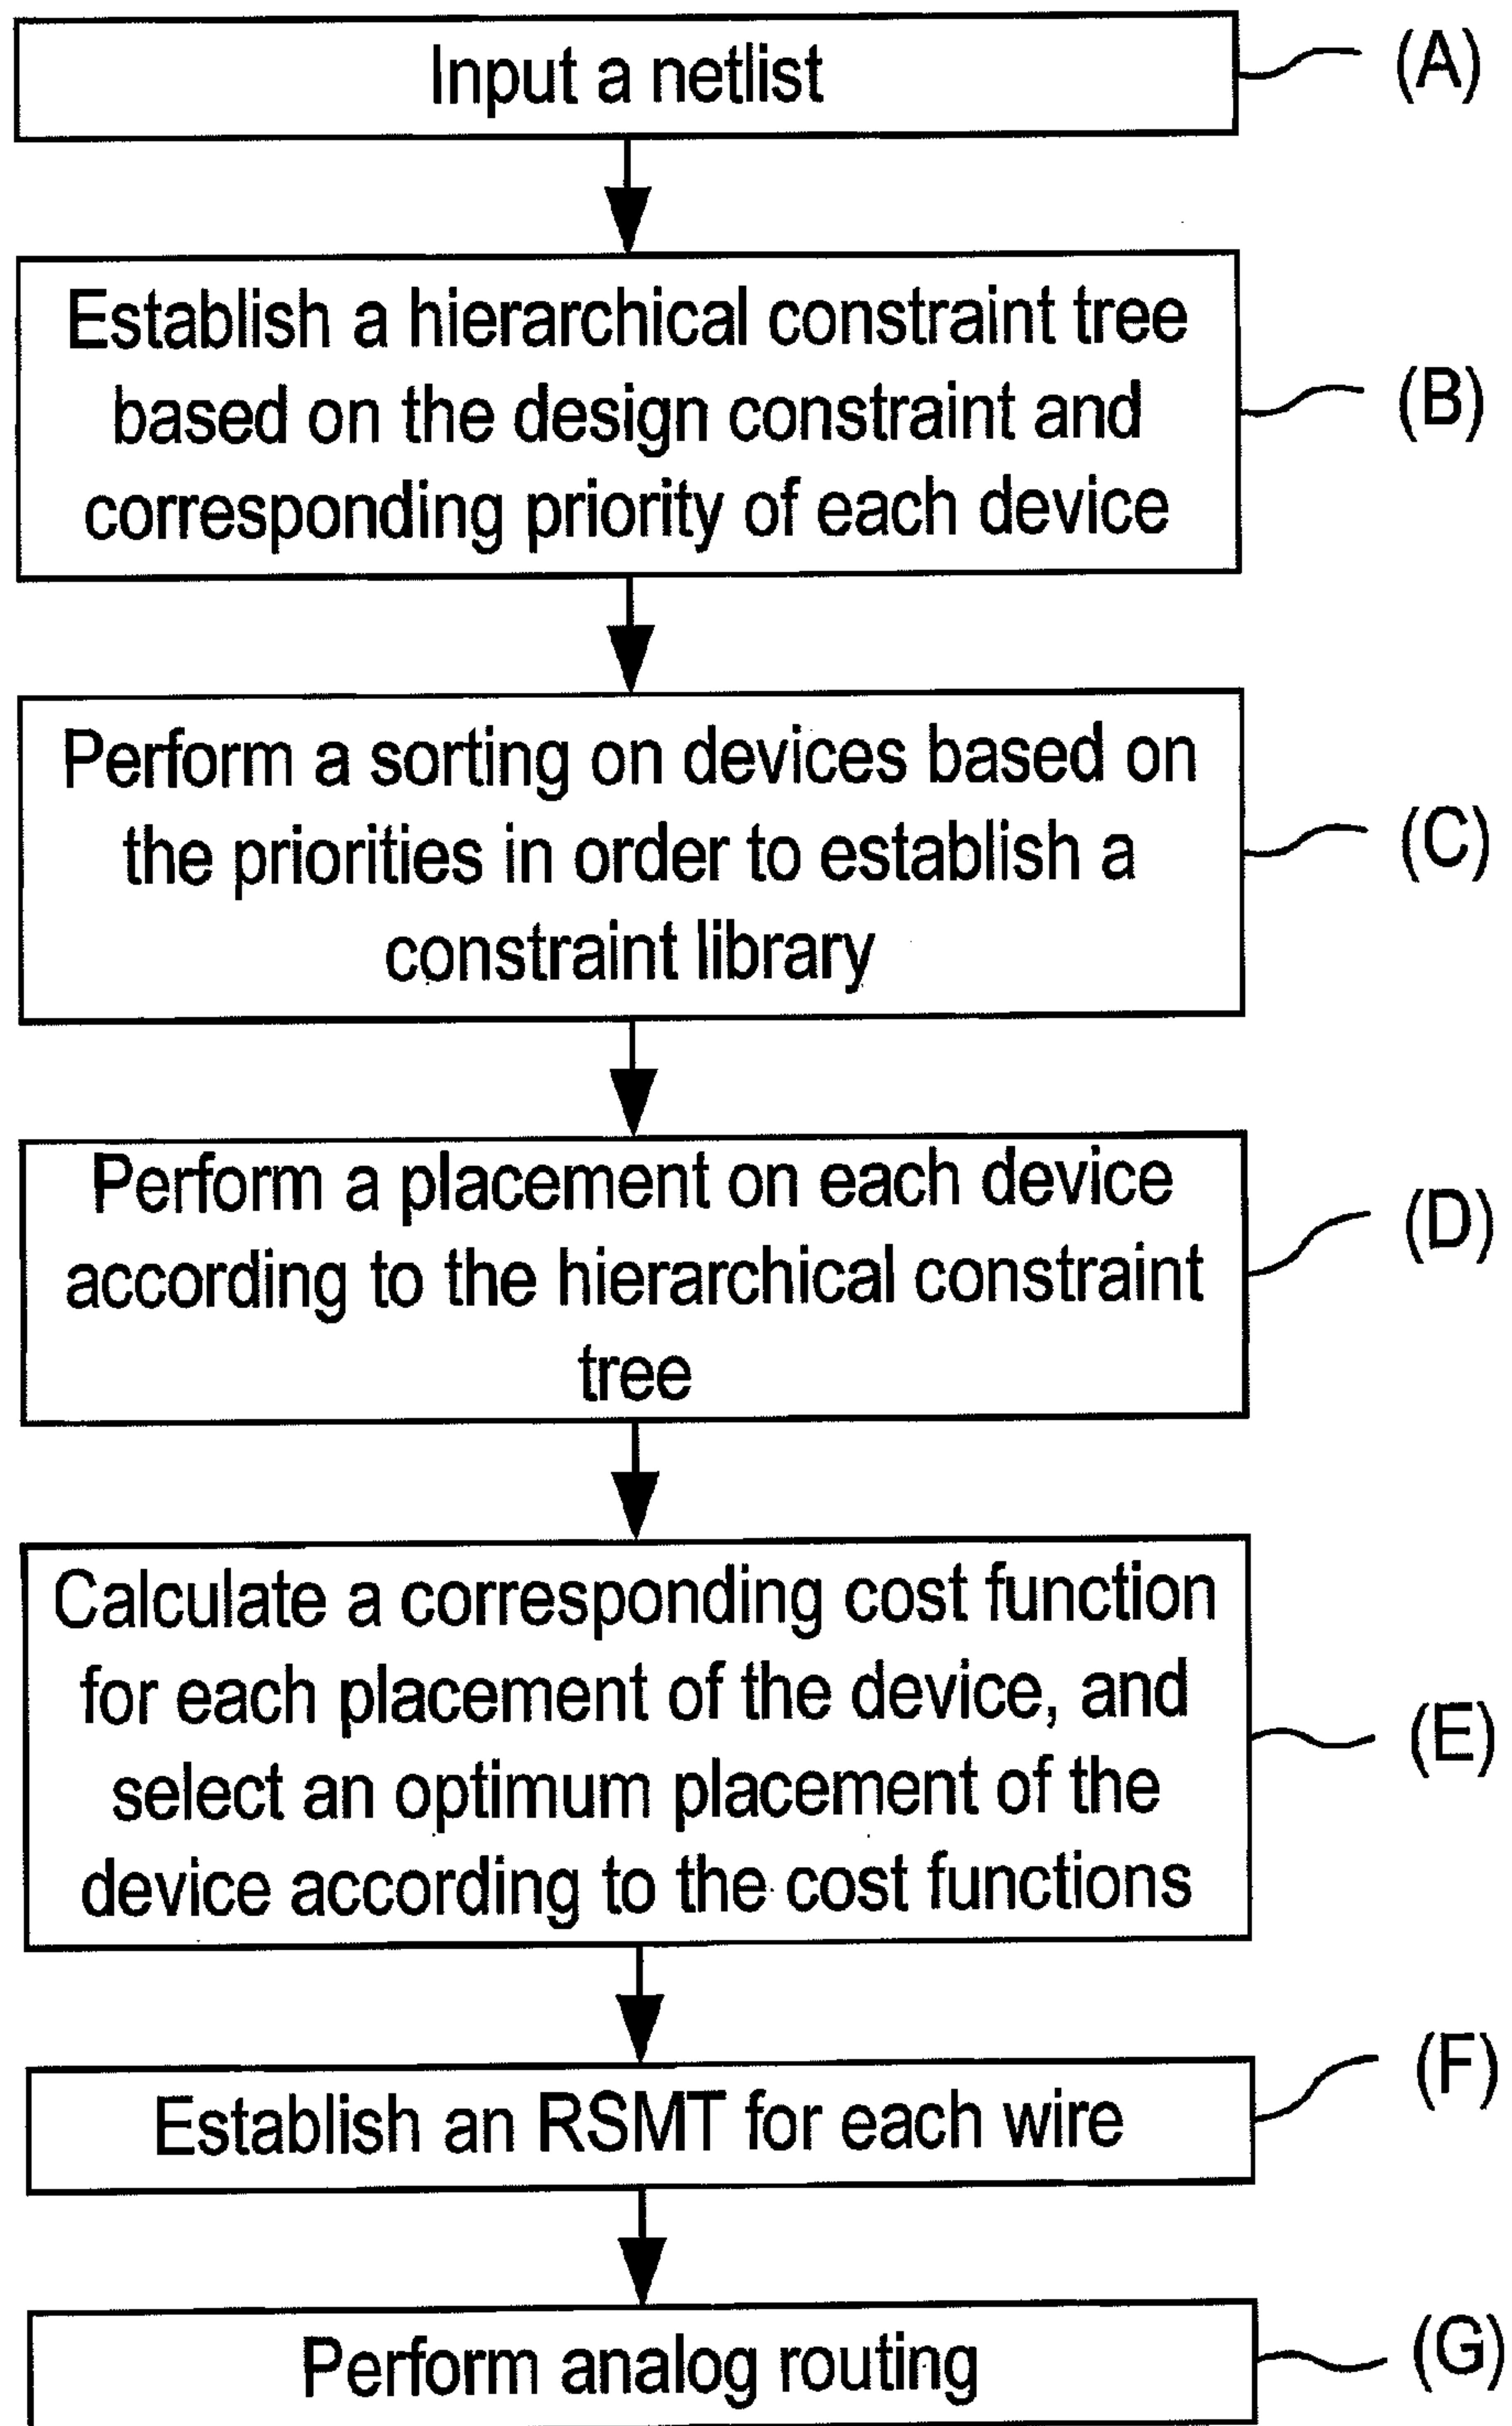 Input a netlist
(A)
Establish a hierarchical constraint tree
based on the design constraint and
corresponding priority of each device
(B)
Perform a sorting on devices based on
the priorities in order to establish a
constraint library
(C)
Perform a placement on each device
according to the hierarchical constraint
tree
(D)
Calculate a corresponding cost function
for each placement of the device, and
select an optimum placement of the
device according to the cost functions
(E)
Establish an RSMT for each wire
(F)
Perform analog routing
(G)